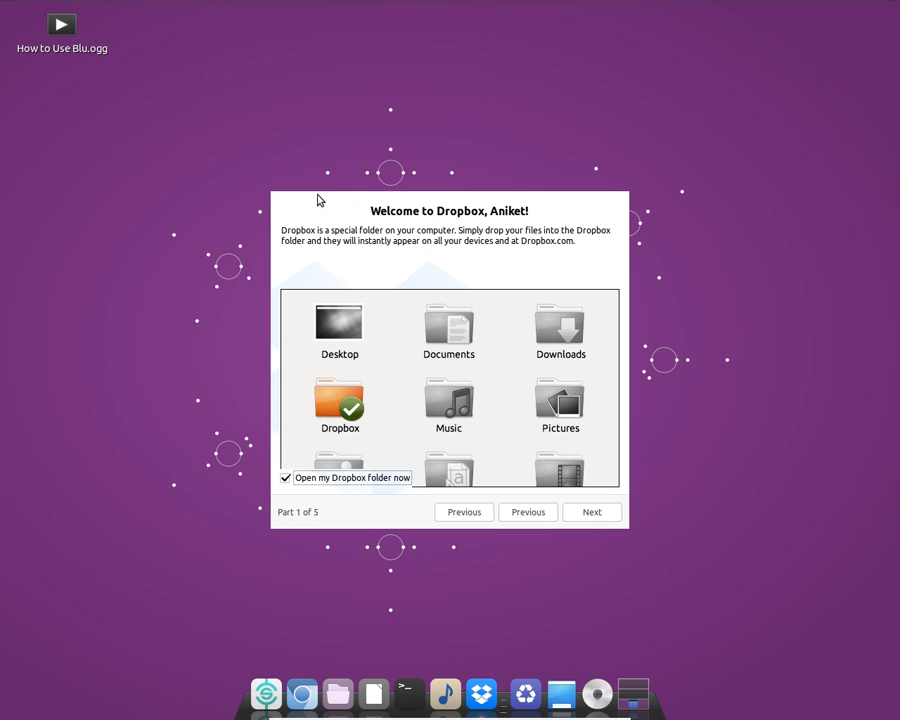 How to Use Blu.ogg
Welcome to Dropbox, Aniket!
Dropbox is a special folder on your computer. Simply drop your files into the Dropbox
folder and they will instantly appear on all your devices and at Dropbox.com.
Desktop
Documents
Downloads
Dropbox
Music
Pictures
Open my Dropbox folder now
Part 1 of 5
Previous
Previous
Next
>_